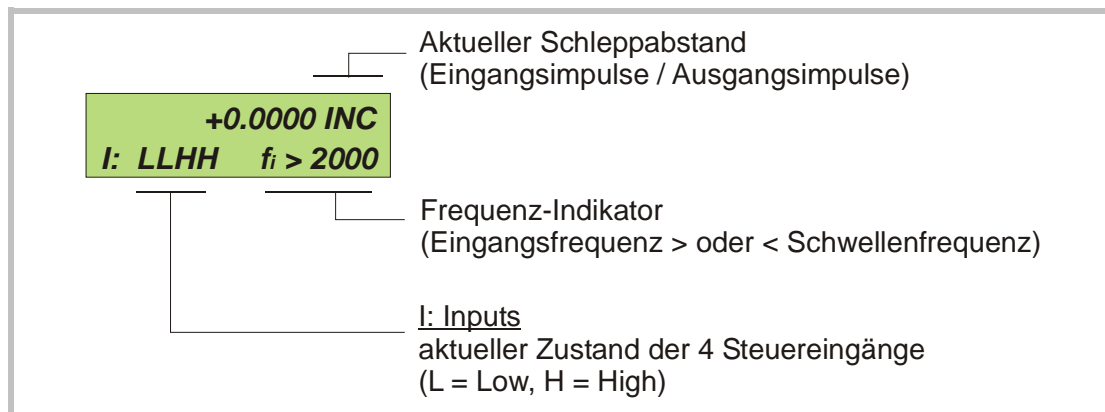 Aktueller Schleppabstand
(Eingangsimpulse / Ausgangsimpulse)
+0.0000 INC
I: LLHH fi > 2000
Frequenz-Indikator
(Eingangsfrequenz > oder < Schwellenfrequenz)
I: Inputs
aktueller Zustand der 4 Steuereingänge
(L = Low, H = High)